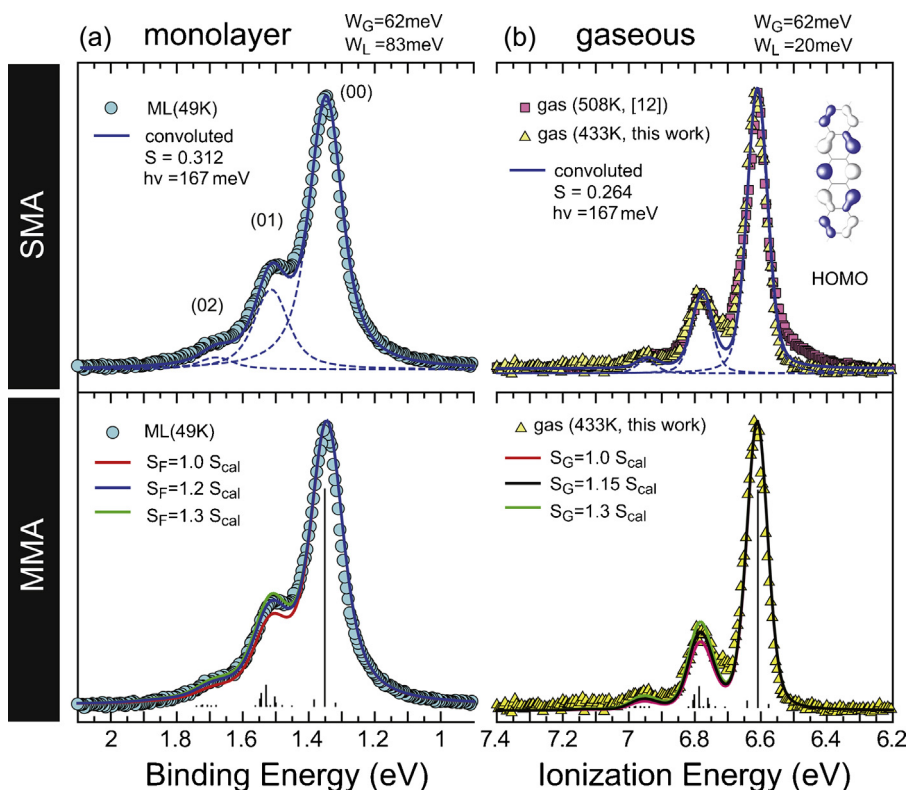 (a) monolayer
W_G=62meV
W_L=83meV
(b) gaseous
W_G=62meV
W_L=20meV
SMA
ML(49K)
convoluted
S = 0.312
hν =167 meV
(00)
(01)
(02)
gas (508K, [12])
gas (433K, this work)
convoluted
S = 0.264
hν =167 meV
HOMO
MMA
ML(49K)
S_F=1.0 S_cal
S_F=1.2 S_cal
S_F=1.3 S_cal
gas (433K, this work)
S_G=1.0 S_cal
S_G=1.15 S_cal
S_G=1.3 S_cal
2 1.8 1.6 1.4 1.2 1
7.4 7.2 7 6.8 6.6 6.4 6.2
Binding Energy (eV)
Ionization Energy (eV)